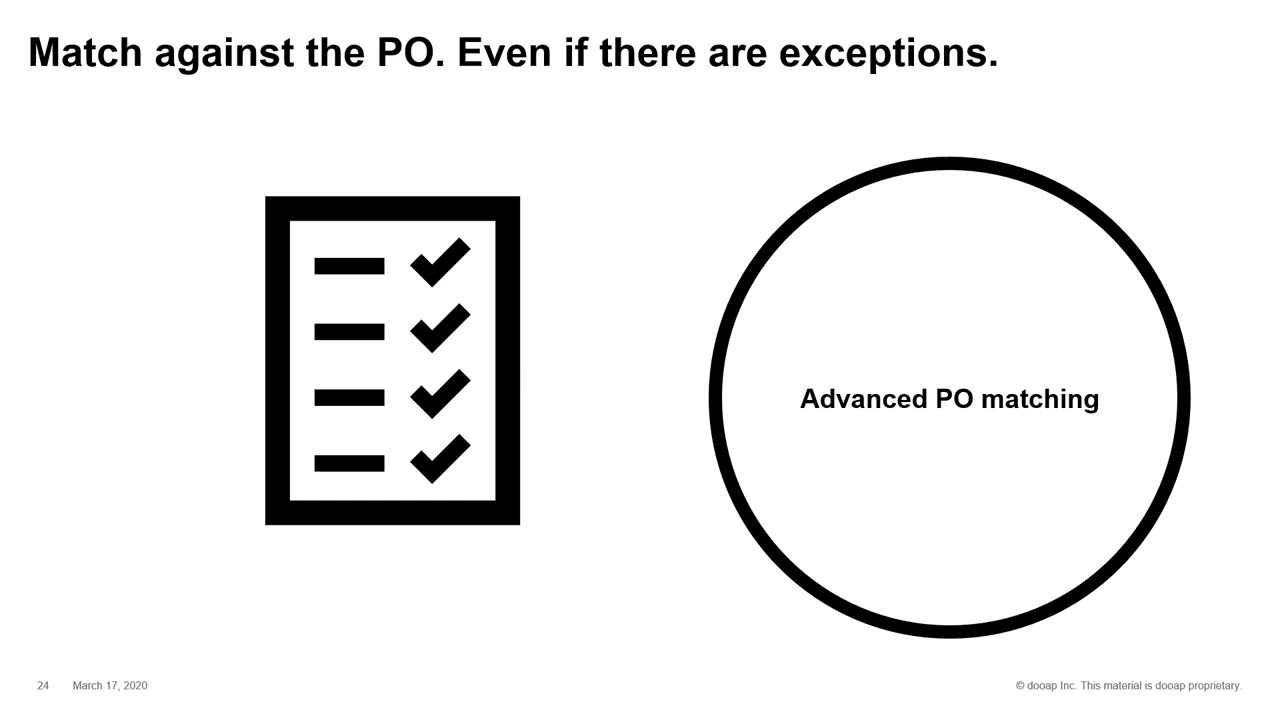 Match against the PO. Even if there are exceptions.
Advanced PO matching
24 March 17, 2020
© dooap Inc. This material is dooap proprietary.